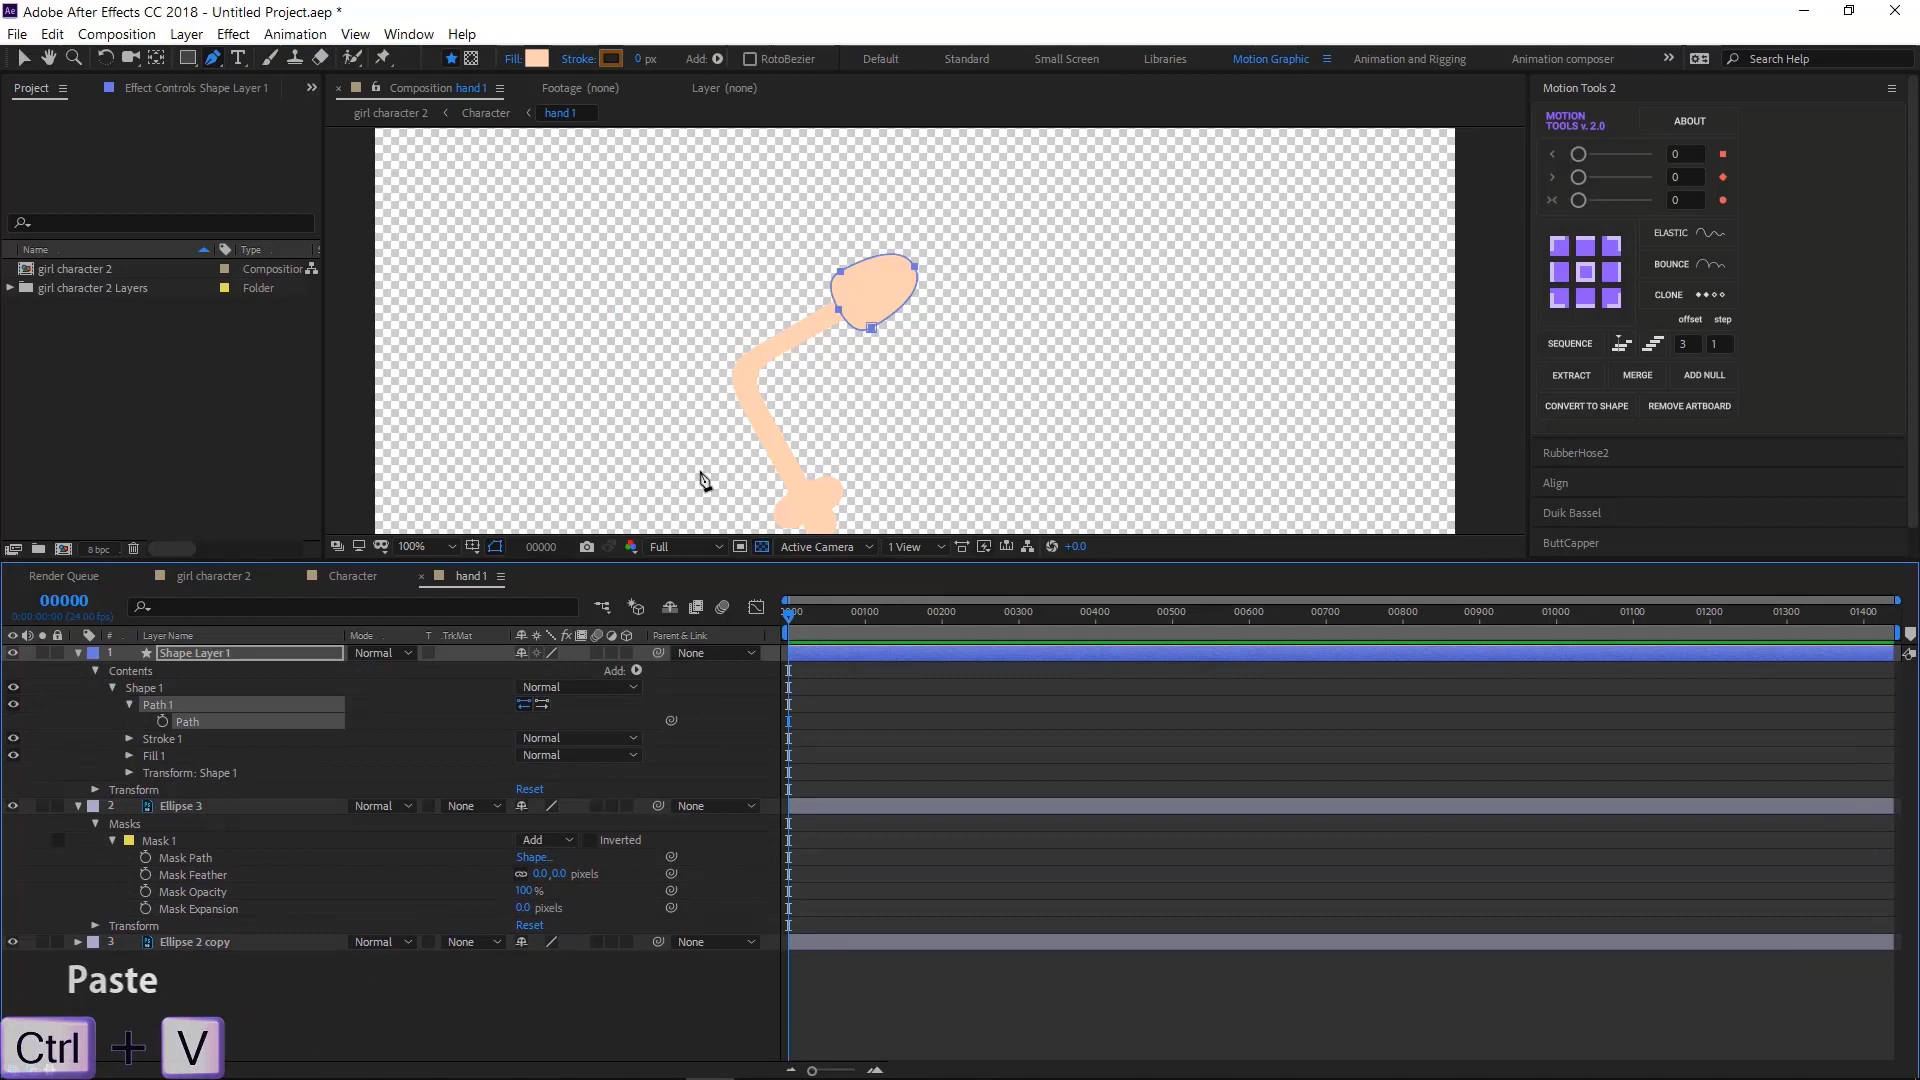 Adobe After Effects CC 2018 - Untitled Project.aep *
File Edit Composition Layer Effect Animation View Window Help
Fill: Stroke: 0 px Add: RotoBezier Default Standard Small Screen Libraries Motion Graphic Animation and Rigging Animation composer Search Help
Project Effect Controls Shape Layer 1
Composition hand1 Footage (none) Layer (none)
girl character 2 Character hand1
Name Type
girl character 2 Composition
girl character 2 Layers Folder
8 bpc
100% 00000 Full Active Camera 1 View +0.0
Motion Tools 2
MOTION
TOOLS v. 2.0
ABOUT
0
0
0
ELASTIC
BOUNCE
CLONE
offset step
SEQUENCE 3 1
EXTRACT MERGE ADD NULL
CONVERT TO SHAPE REMOVE ARTBOARD
RubberHose2
Align
Duik Bassel
ButtCapper
Render Queue girl character 2 Character hand1
00000
0:00:00:00 (24.00 fps)
00100 00200 00300 00400 00500 00600 00700 00800 00900 01000 01100 01200 01300 01400
# Layer Name Mode T .TrkMat fx Parent & Link
1 Shape Layer 1 Normal None
Contents Add:
Shape 1 Normal
Path 1
Path
Stroke 1 Normal
Fill 1 Normal
Transform: Shape 1
Transform Reset
2 Ellipse 3 Normal None None
Masks
Mask 1 Add Inverted
Mask Path Shape...
Mask Feather 0.0,0.0 pixels
Mask Opacity 100 %
Mask Expansion 0.0 pixels
Transform Reset
3 Ellipse 2 copy Normal None None
Paste
Ctrl + V